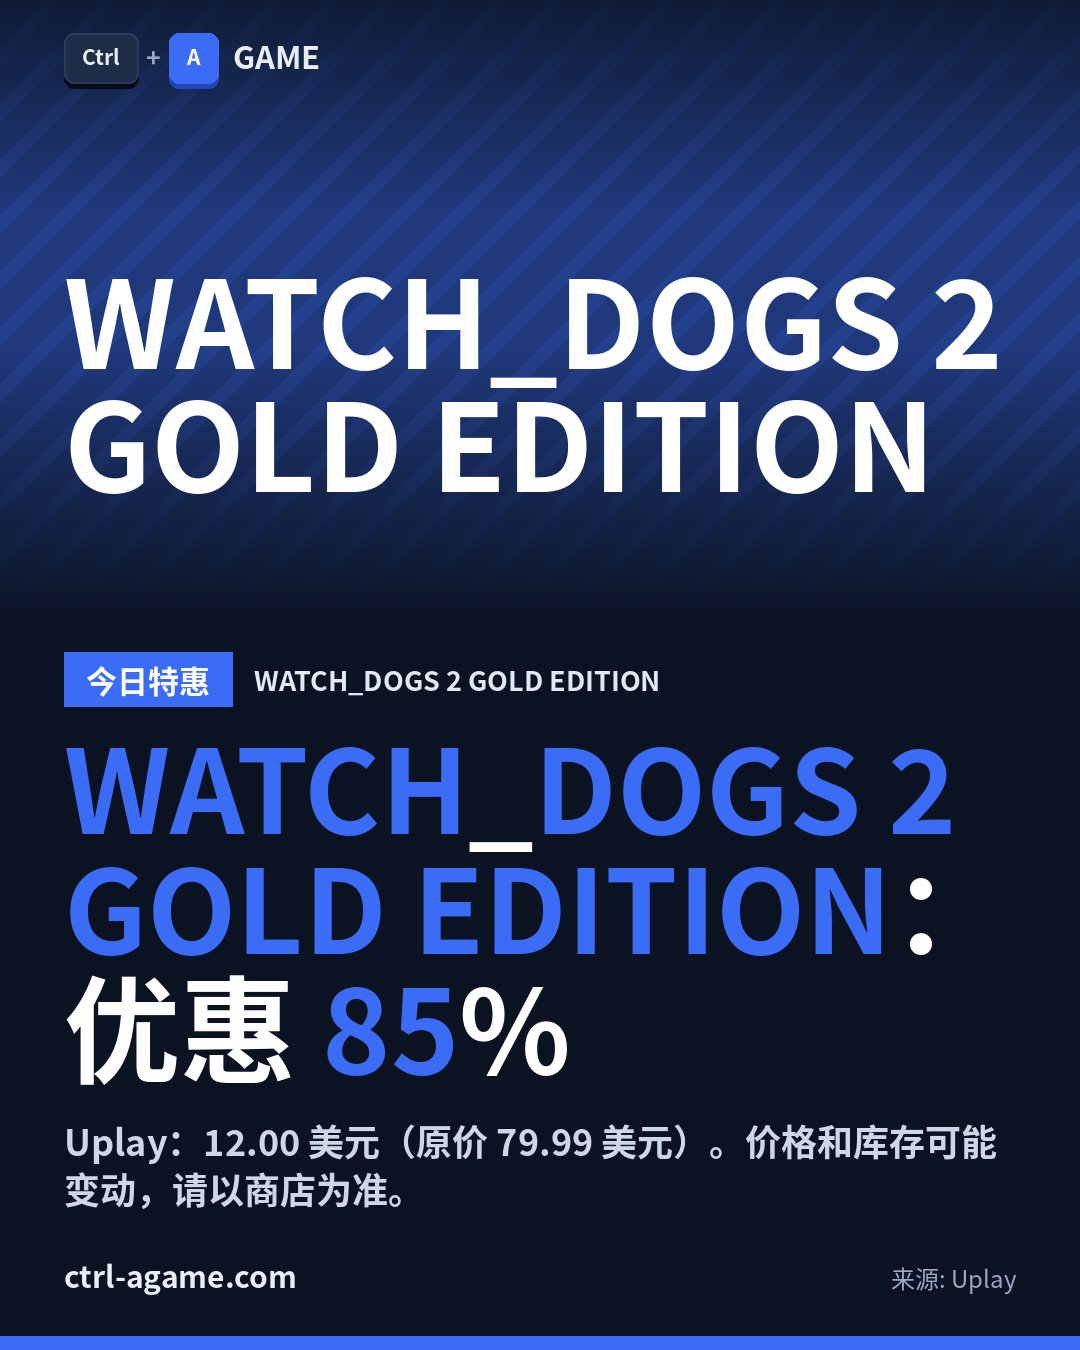 Ctrl + A GAME
WATCH_DOGS 2
GOLD EDITION
今日特惠 WATCH_DOGS 2 GOLD EDITION
WATCH_DOGS 2
GOLD EDITION：
优惠 85%
Uplay：12.00 美元（原价 79.99 美元）。价格和库存可能
变动，请以商店为准。
ctrl-agame.com
来源: Uplay